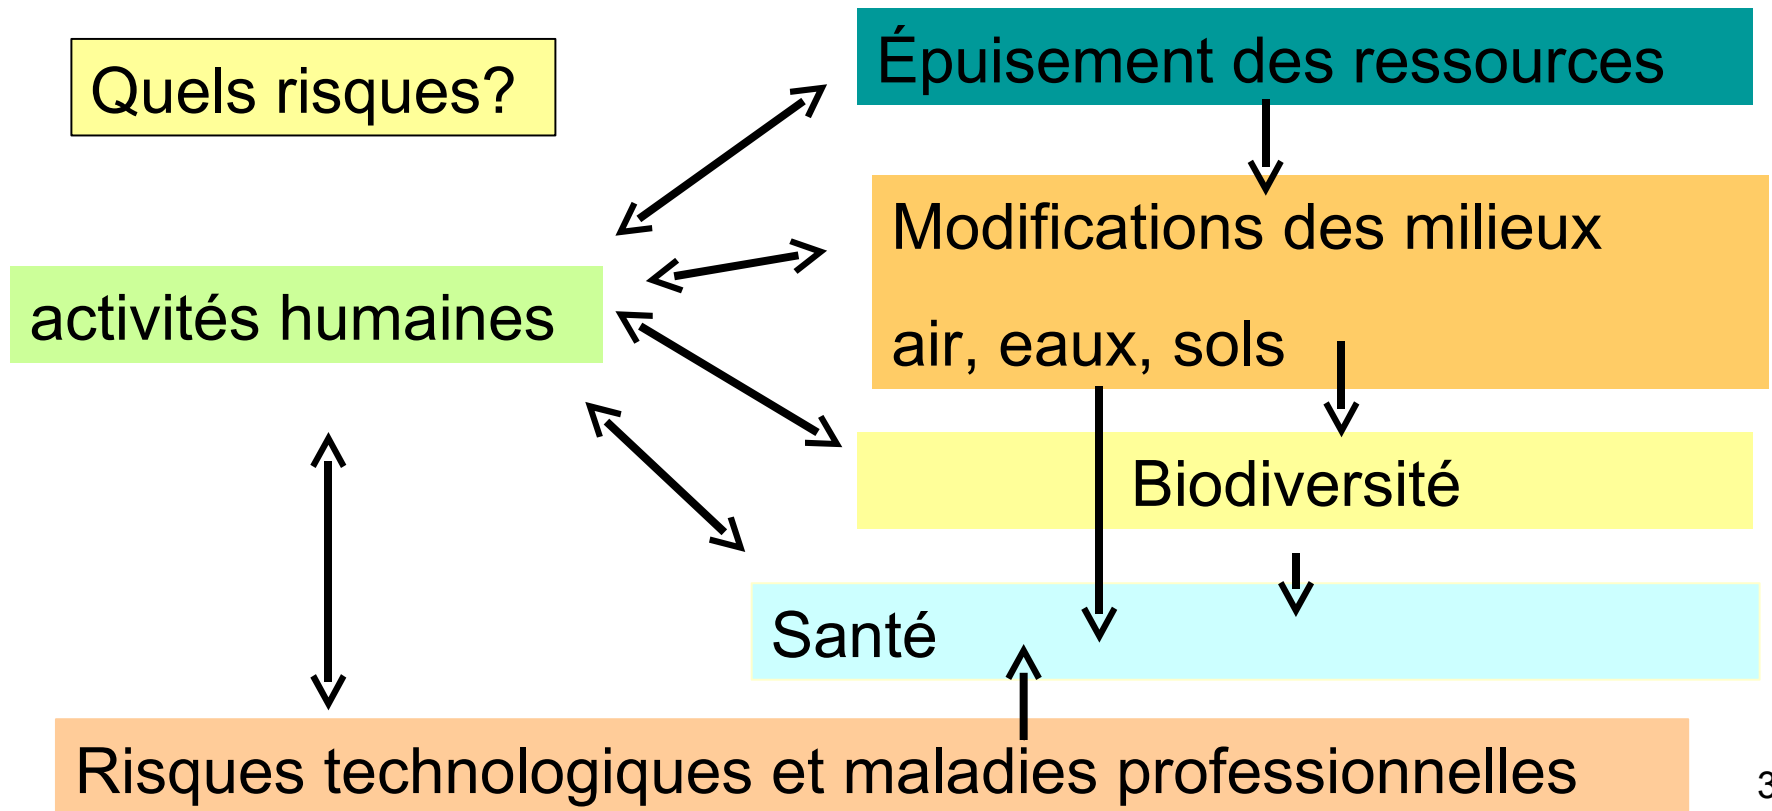 Quels risques?
Épuisement des ressources
Modifications des milieux
air, eaux, sols
activités humaines
Biodiversité
Santé
Risques technologiques et maladies professionnelles
3